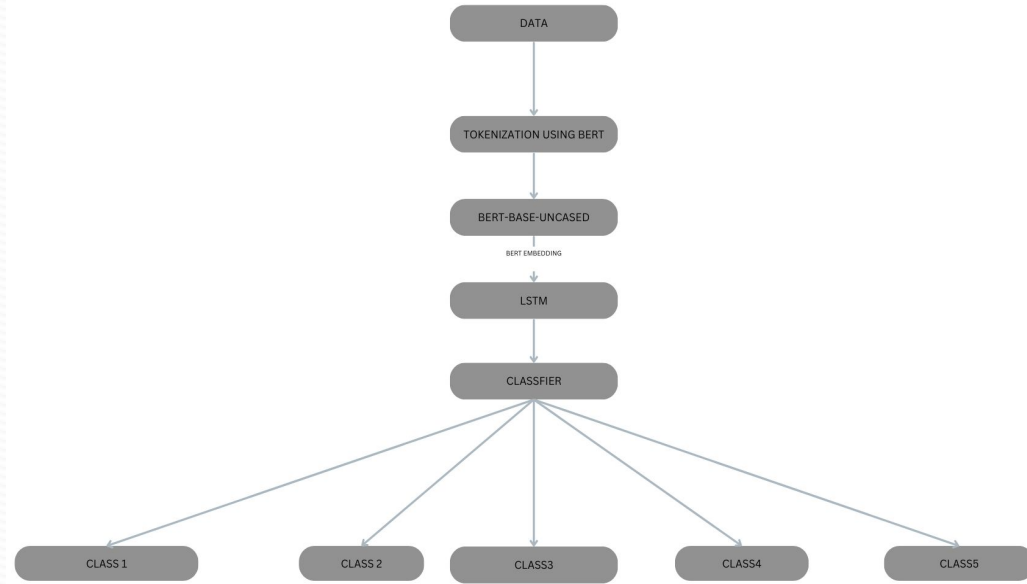 DATA
TOKENIZATION USING BERT
BERT-BASE-UNCASED
BERT EMBEDDING
LSTM
CLASSFIER
CLASS 1
CLASS 2
CLASS3
CLASS4
CLASS5